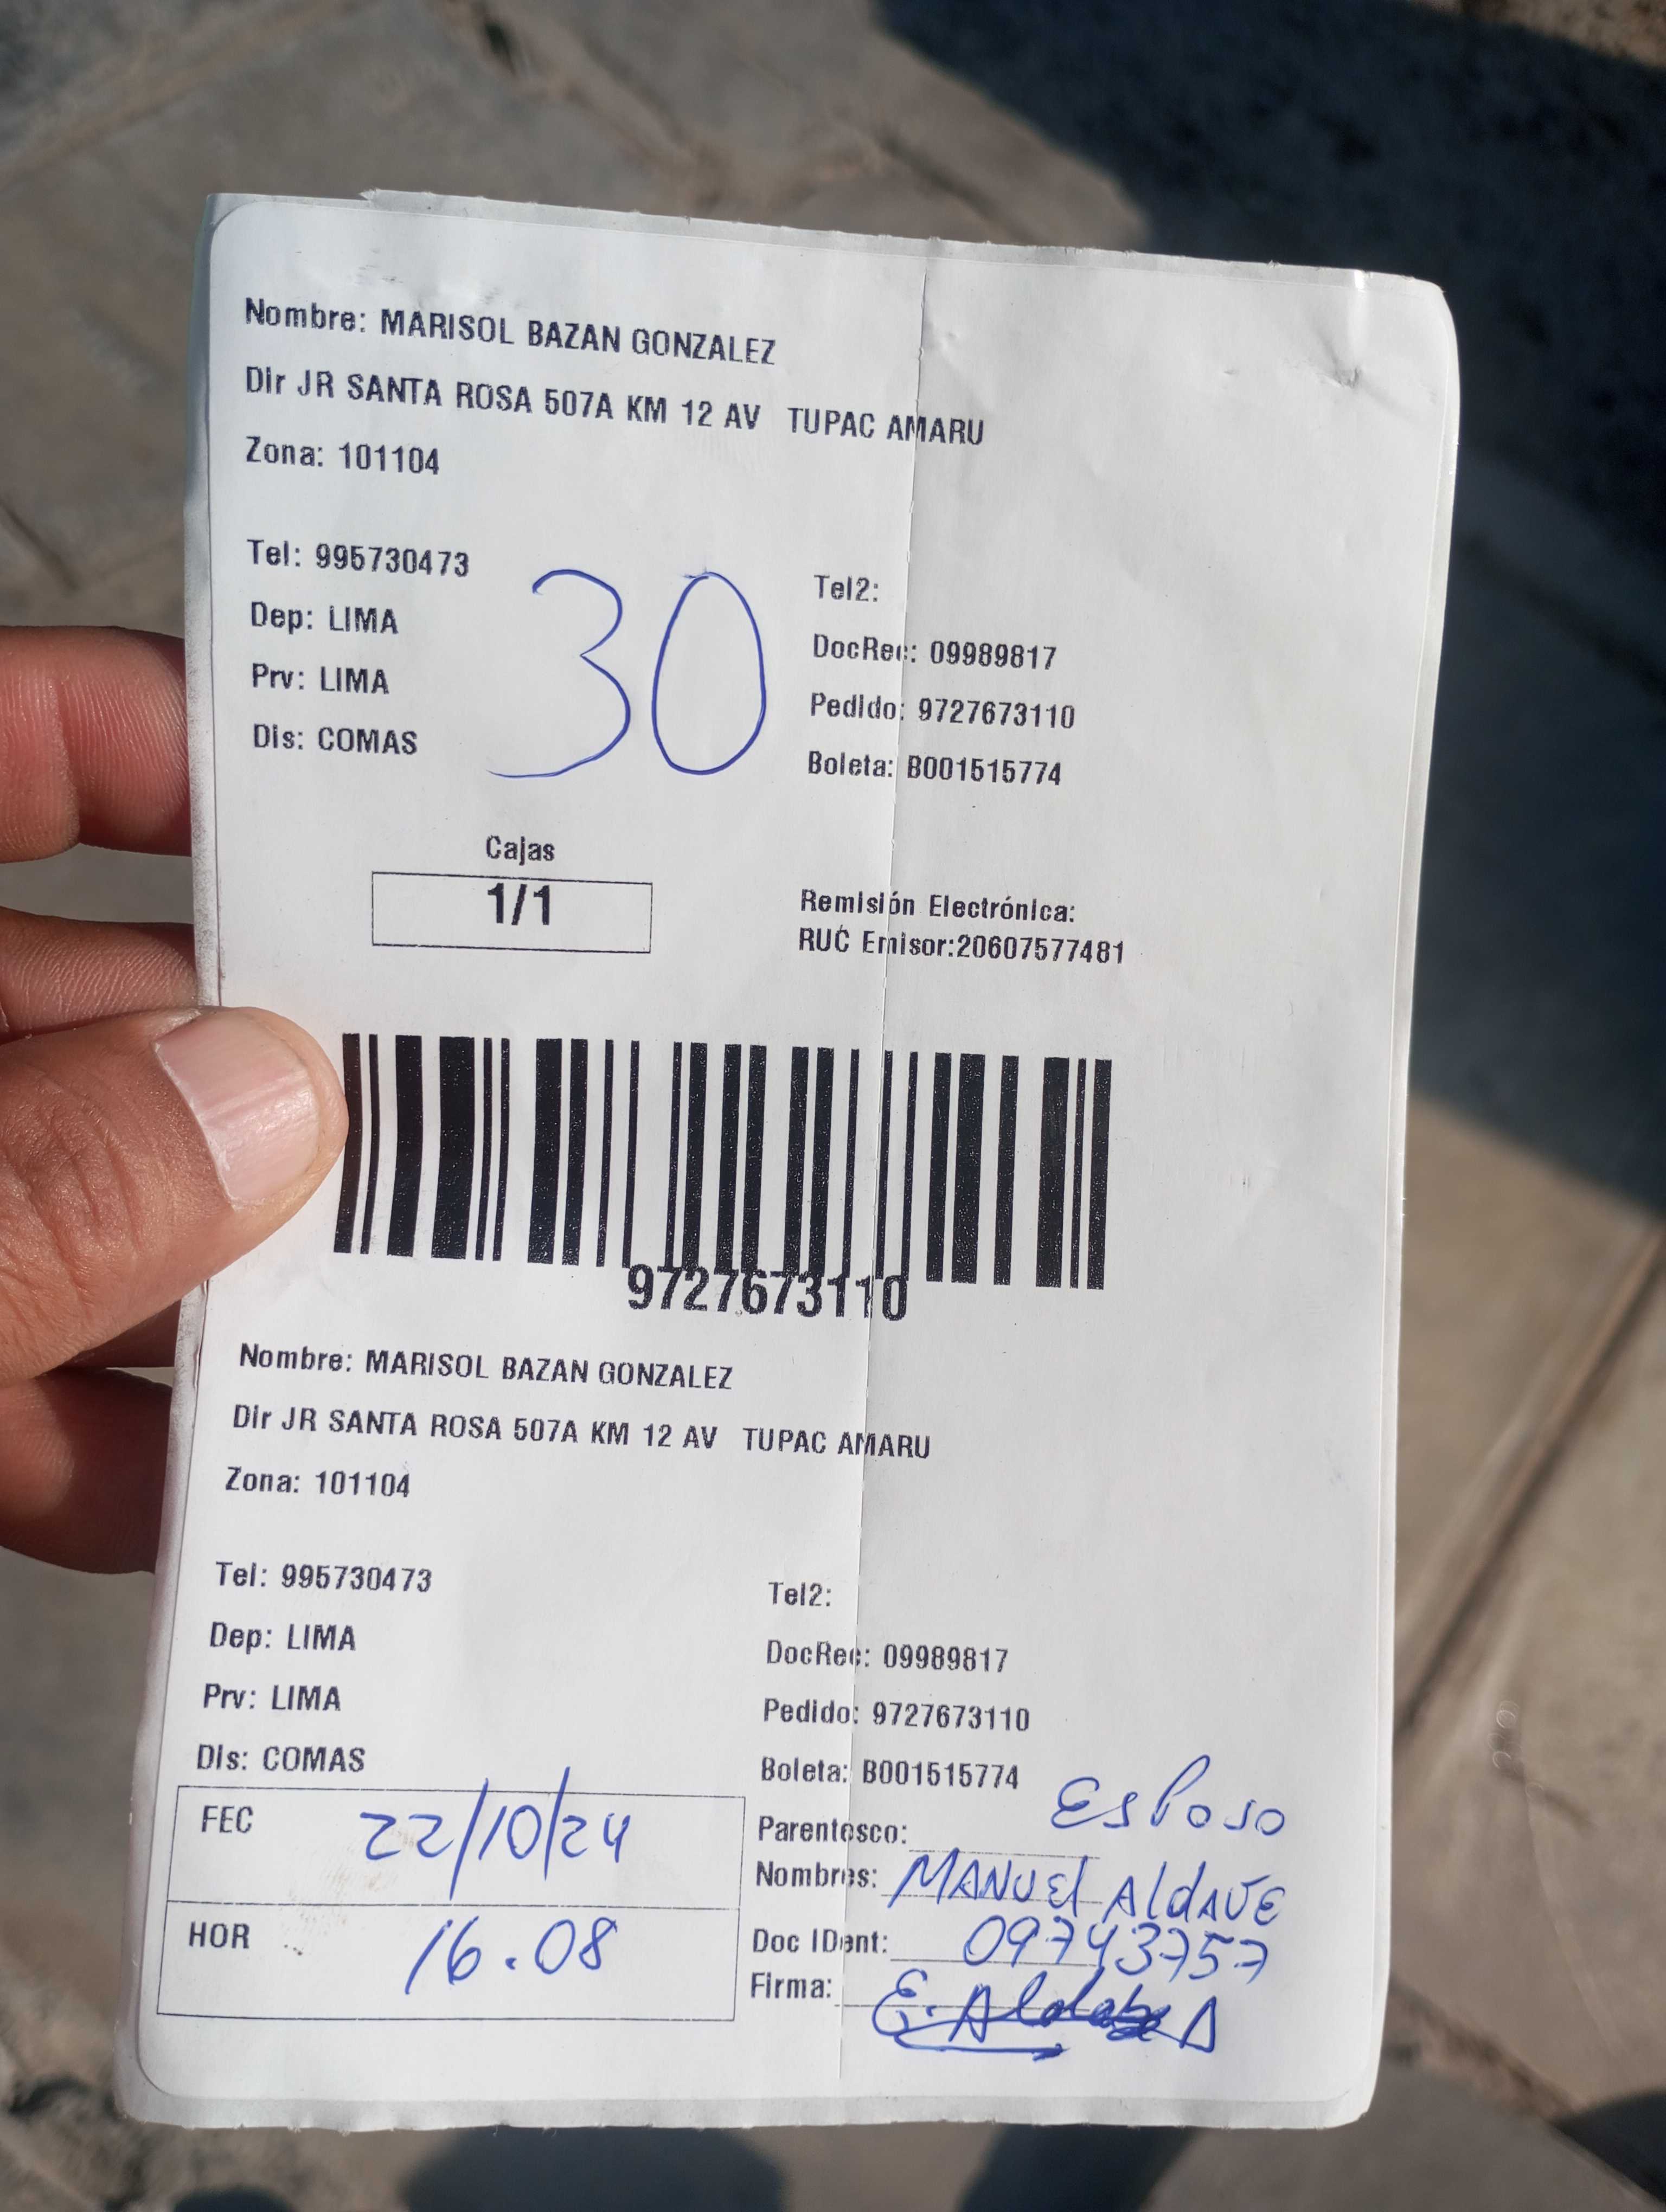 Nombre: MARISOL BAZAN GONZALEZ
Dir JR SANTA ROSA 507A KM 12 AV TUPAC AMARU
Zona: 101104
Tel: 995730473
Dep: LIMA
Prv: LIMA
Dis: COMAS
30
Tel2:
DocRec: 09989817
Pedido: 9727673110
Boleta: B001515774
Cajas
1/1
Remisión Electrónica:
RUC Emisor:20607577481
9727673110
Nombre: MARISOL BAZAN GONZALEZ
Dir JR SANTA ROSA 507A KM 12 AV TUPAC AMARU
Zona: 101104
Tel: 995730473
Dep: LIMA
Prv: LIMA
Dis: COMAS
Tel2:
DocRec: 09989817
Pedido: 9727673110
Boleta: B001515774
FEC 22/10/24
HOR 16.08
Parentesco: Esposo
Nombres: MANUEl AldAVE
Doc IDent: 09743757
Firma: E. Aldabe A